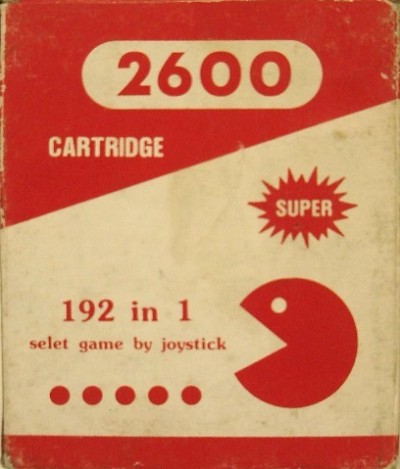 2600
CARTRIDGE
SUPER
192 in 1
selet game by joystick